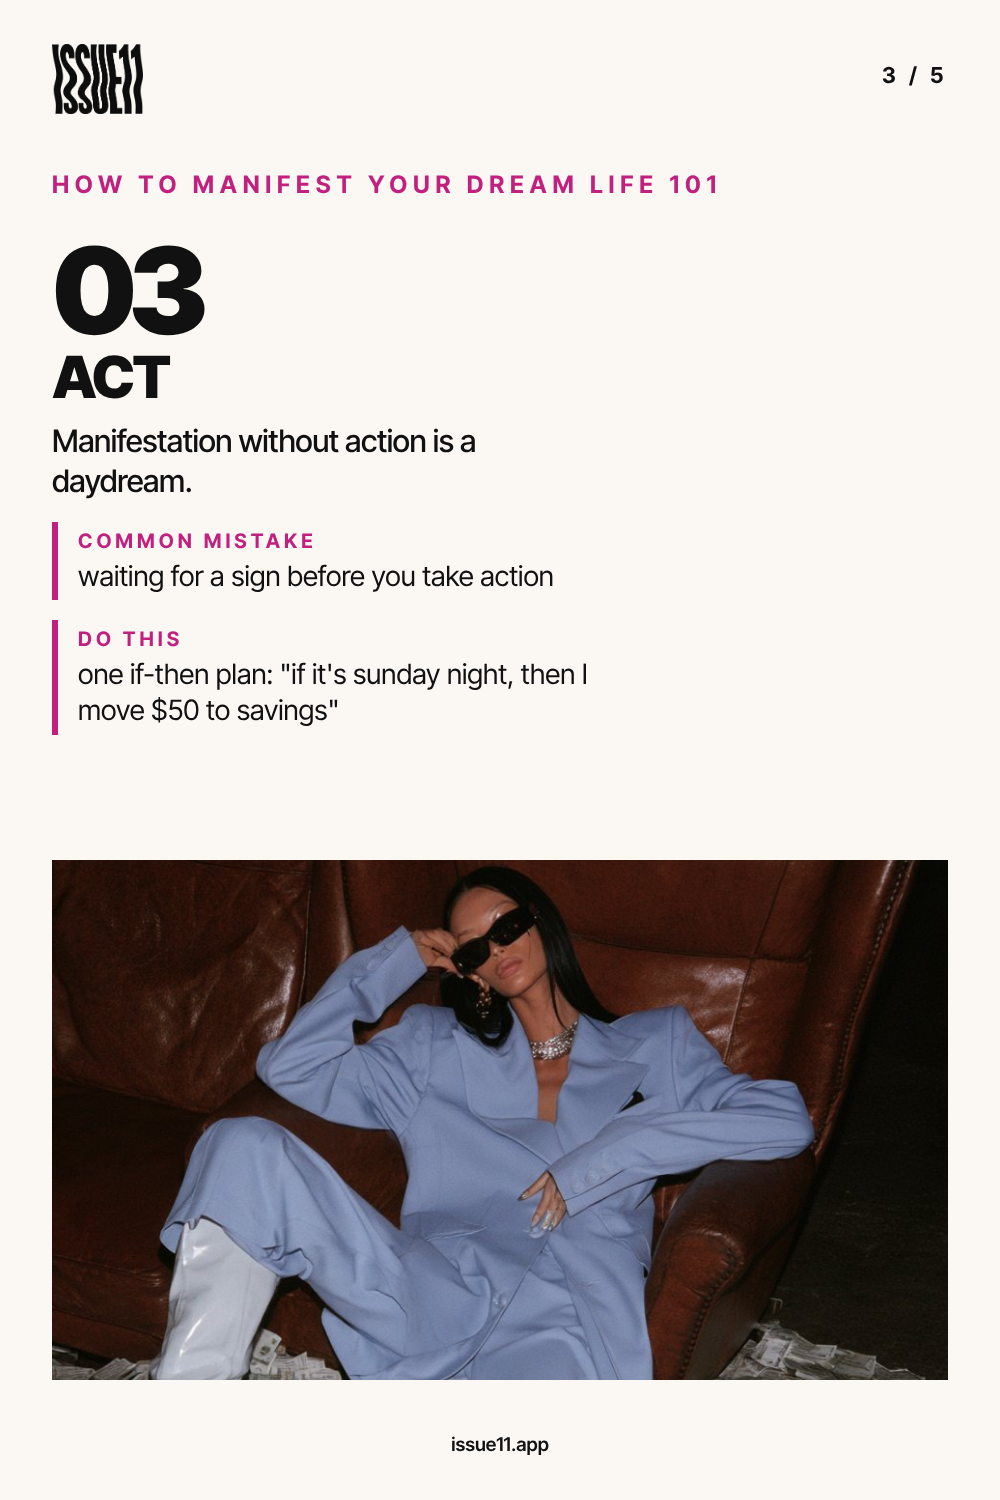 ISSUE11
3 / 5
HOW TO MANIFEST YOUR DREAM LIFE 101
03
ACT
Manifestation without action is a
daydream.
COMMON MISTAKE
waiting for a sign before you take action
DO THIS
one if-then plan: "if it's sunday night, then I
move $50 to savings"
issue11.app